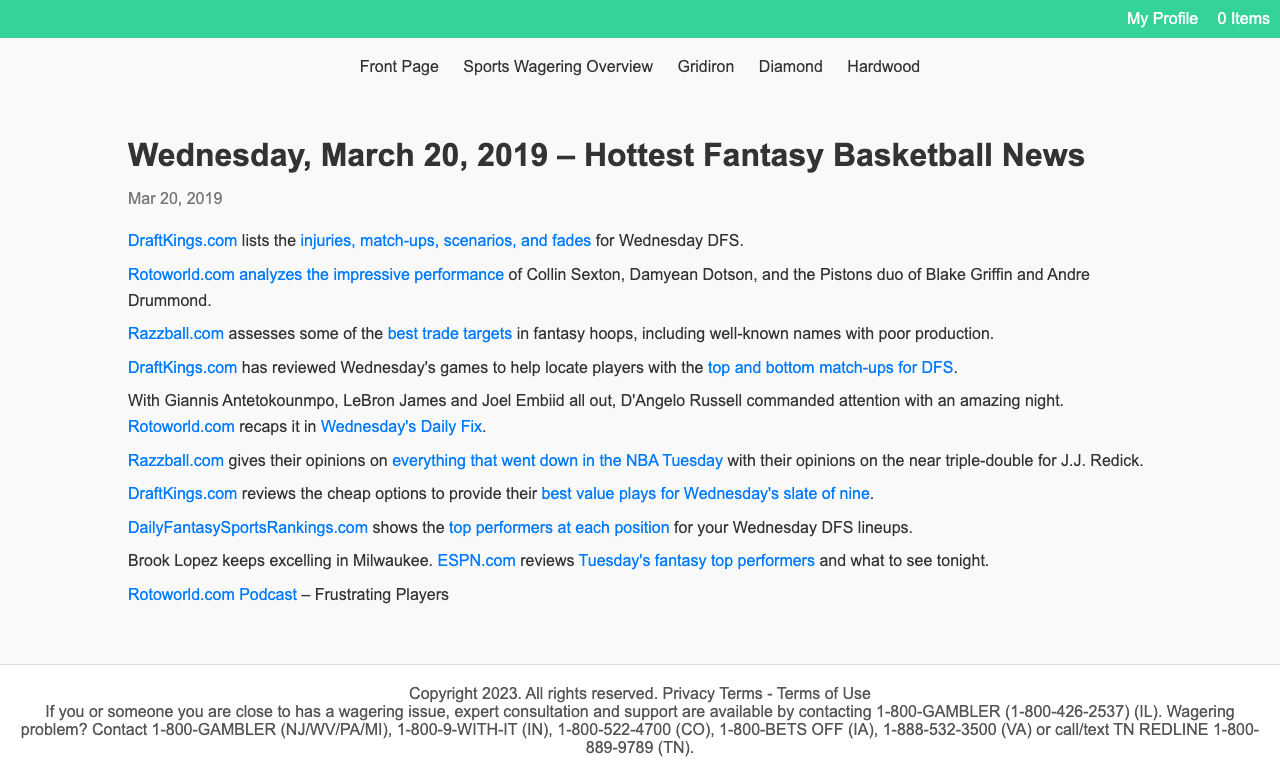 My Profile 0 Items
Front Page Sports Wagering Overview Gridiron Diamond Hardwood
Wednesday, March 20, 2019 – Hottest Fantasy Basketball News
Mar 20, 2019
DraftKings.com lists the injuries, match-ups, scenarios, and fades for Wednesday DFS.
Rotoworld.com analyzes the impressive performance of Collin Sexton, Damyean Dotson, and the Pistons duo of Blake Griffin and Andre
Drummond.
Razzball.com assesses some of the best trade targets in fantasy hoops, including well-known names with poor production.
DraftKings.com has reviewed Wednesday's games to help locate players with the top and bottom match-ups for DFS.
With Giannis Antetokounmpo, LeBron James and Joel Embiid all out, D'Angelo Russell commanded attention with an amazing night.
Rotoworld.com recaps it in Wednesday's Daily Fix.
Razzball.com gives their opinions on everything that went down in the NBA Tuesday with their opinions on the near triple-double for J.J. Redick.
DraftKings.com reviews the cheap options to provide their best value plays for Wednesday's slate of nine.
DailyFantasySportsRankings.com shows the top performers at each position for your Wednesday DFS lineups.
Brook Lopez keeps excelling in Milwaukee. ESPN.com reviews Tuesday's fantasy top performers and what to see tonight.
Rotoworld.com Podcast – Frustrating Players
Copyright 2023. All rights reserved. Privacy Terms - Terms of Use
If you or someone you are close to has a wagering issue, expert consultation and support are available by contacting 1-800-GAMBLER (1-800-426-2537) (IL). Wagering
problem? Contact 1-800-GAMBLER (NJ/WV/PA/MI), 1-800-9-WITH-IT (IN), 1-800-522-4700 (CO), 1-800-BETS OFF (IA), 1-888-532-3500 (VA) or call/text TN REDLINE 1-800-
889-9789 (TN).